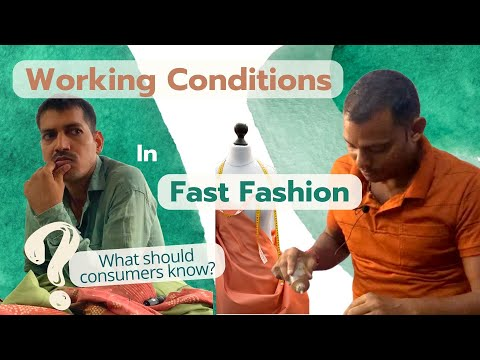 Working Conditions
In
Fast Fashion
What should
consumers know?
?